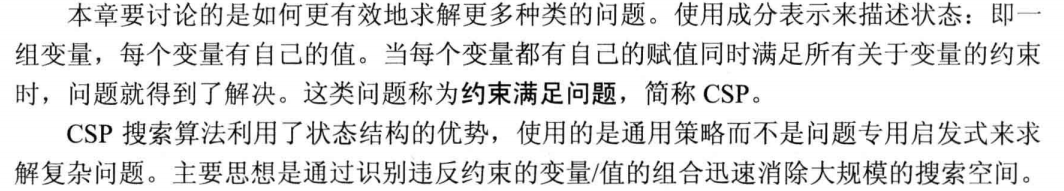 本章要讨论的是如何更有效地求解更多种类的问题。使用成分表示来描述状态：即一
组变量，每个变量有自己的值。当每个变量都有自己的赋值同时满足所有关于变量的约束
时，问题就得到了解决。这类问题称为约束满足问题，简称 CSP。
CSP 搜索算法利用了状态结构的优势，使用的是通用策略而不是问题专用启发式来求
解复杂问题。主要思想是通过识别违反约束的变量/值的组合迅速消除大规模的搜索空间。